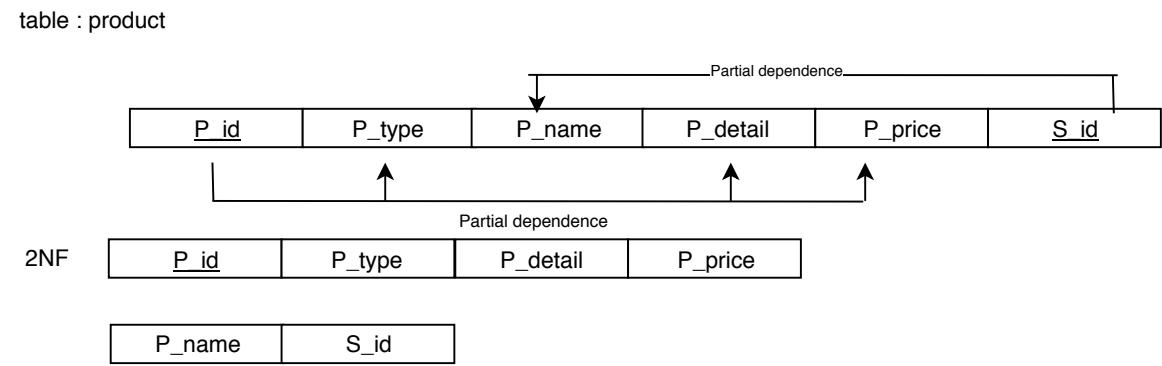 table : product
Partial dependence
P_id P_type P_name P_detail P_price S_id
Partial dependence
2NF P_id P_type P_detail P_price
P_name S_id